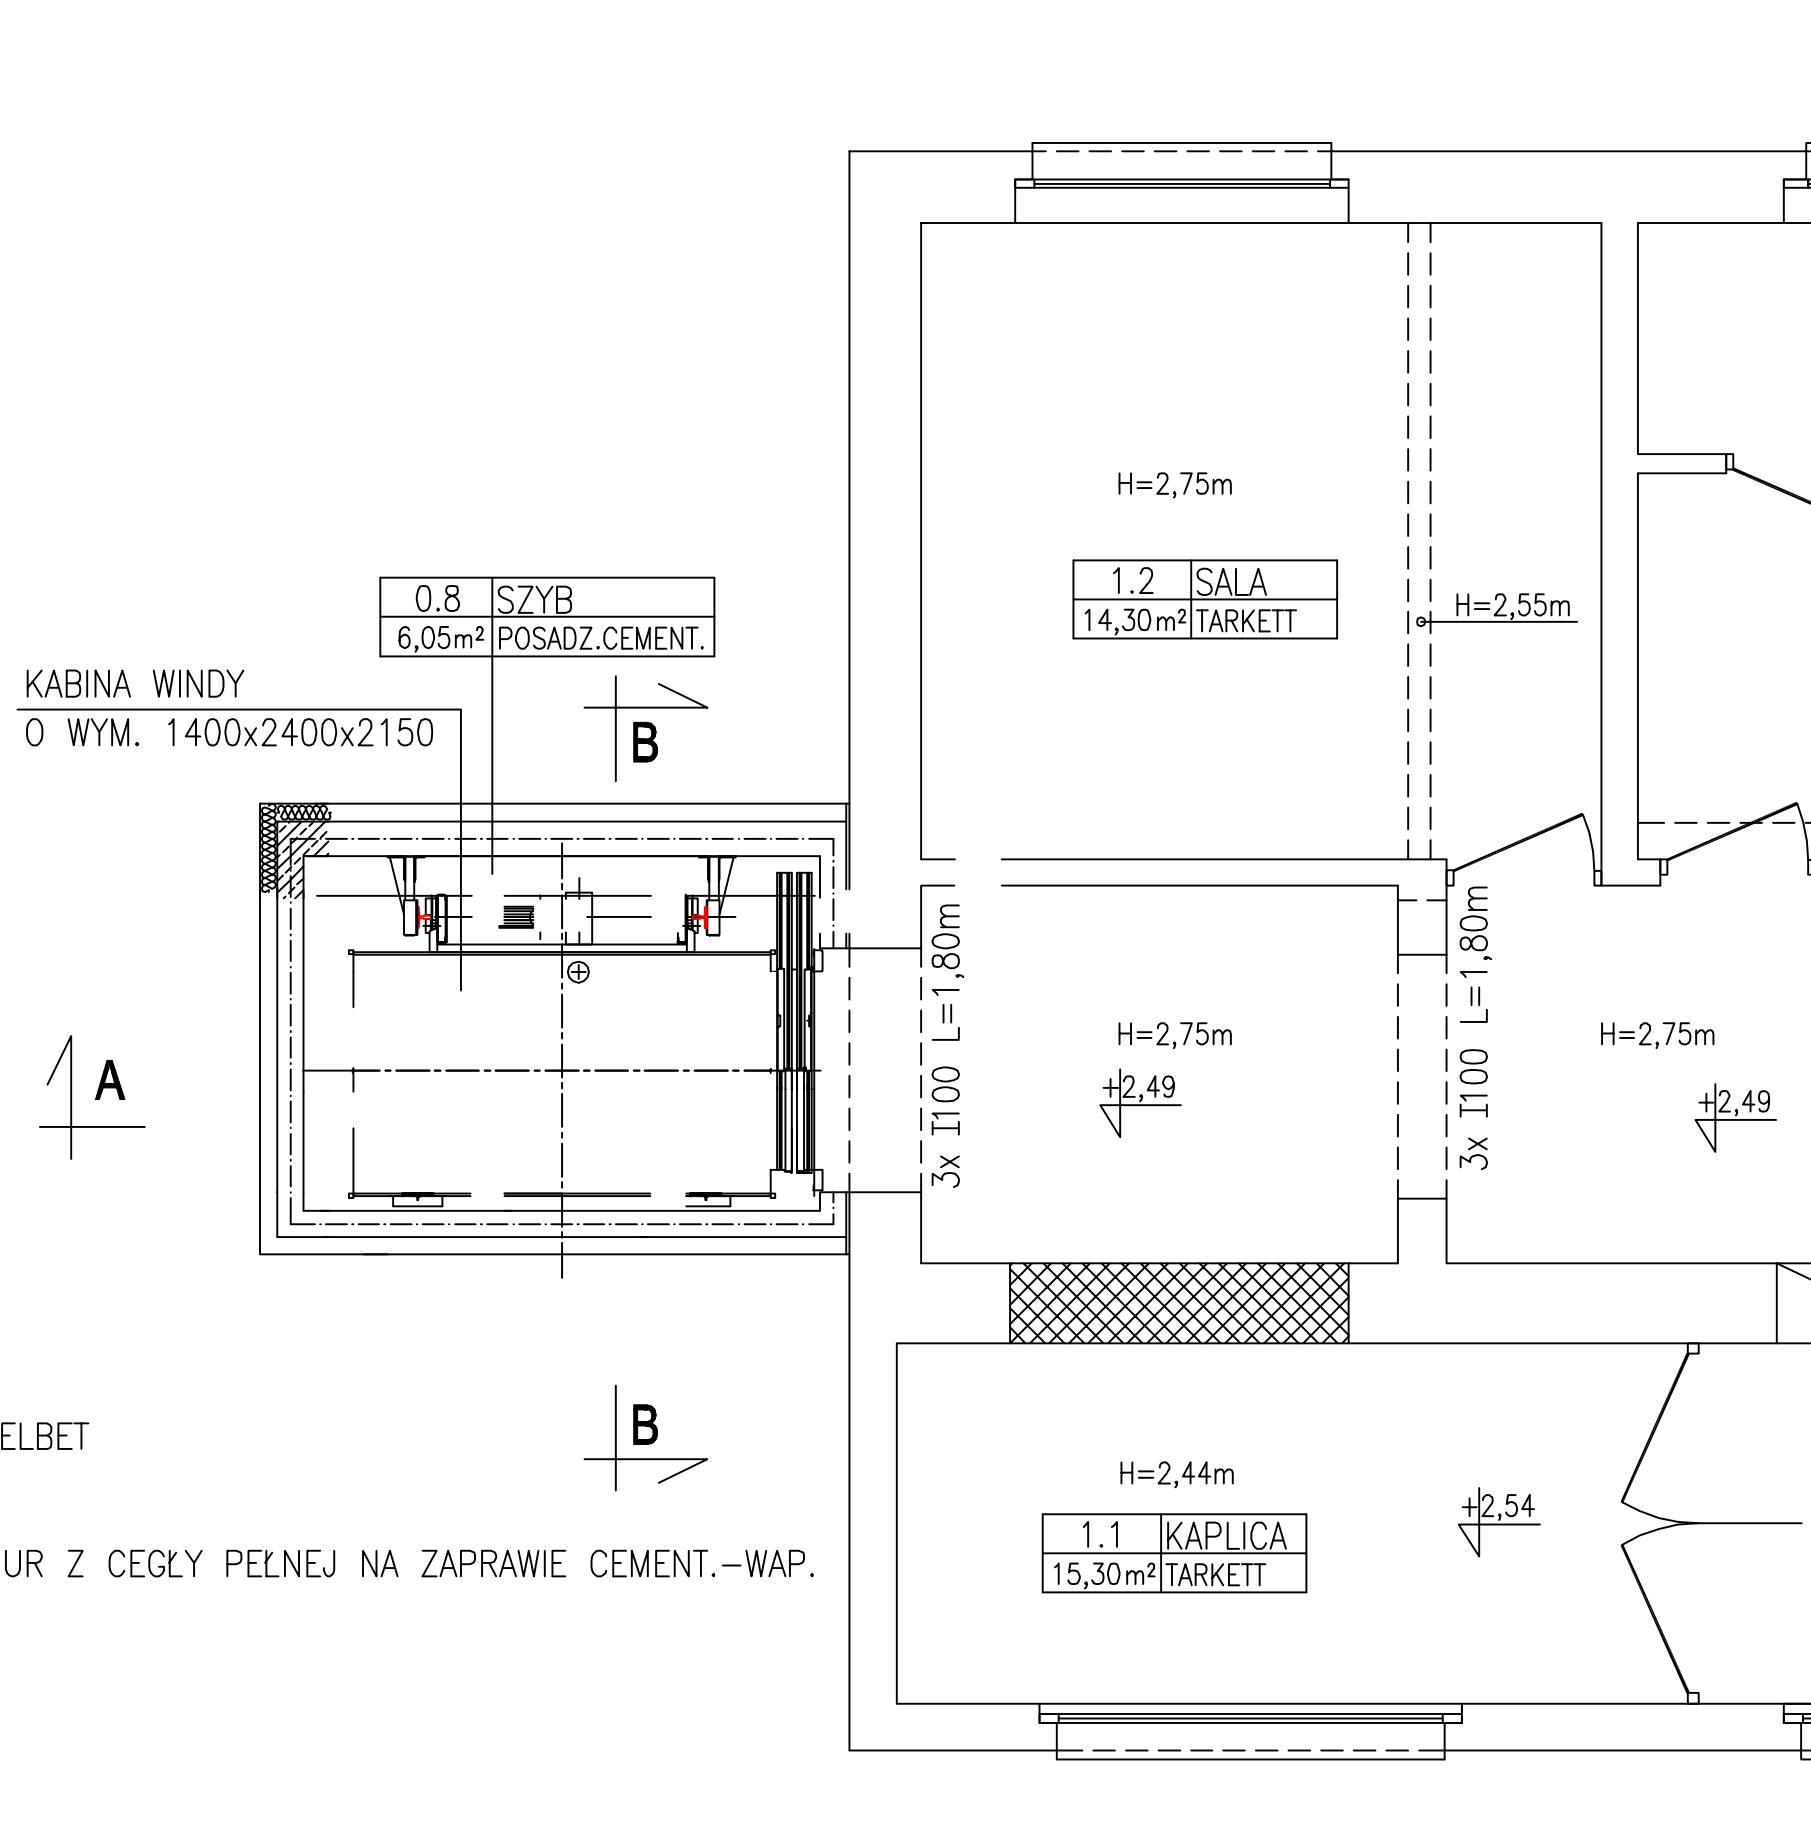 H=2,75m
1.2 SALA
14,30m² TARKETT
H=2,55m
0.8 SZYB
6,05m² POSADZ.CEMENT.
KABINA WINDY
O WYM. 1400x2400x2150
B
A
3x I100 L=1,80m
H=2,75m
+2,49
3x I100 L=1,80m
H=2,75m
+2,49
B
ELBET
UR Z CEGŁY PEŁNEJ NA ZAPRAWIE CEMENT.-WAP.
H=2,44m
+2,54
1.1 KAPLICA
15,30m² TARKETT